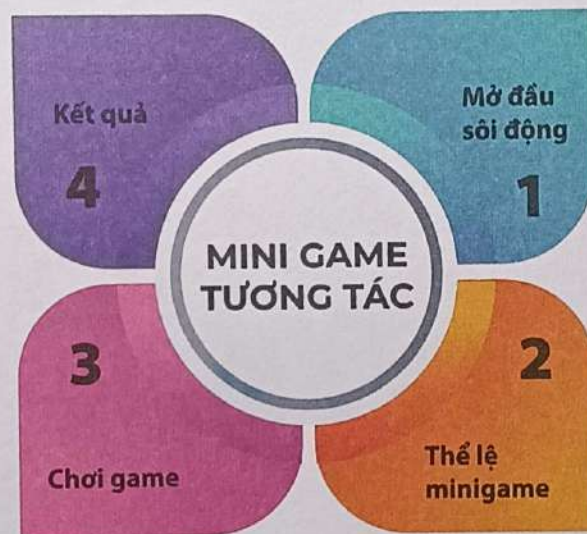 MINI GAME
TƯƠNG TÁC
Mở đầu
sôi động
1
2
Thể lệ
minigame
3
Chơi game
Kết quả
4